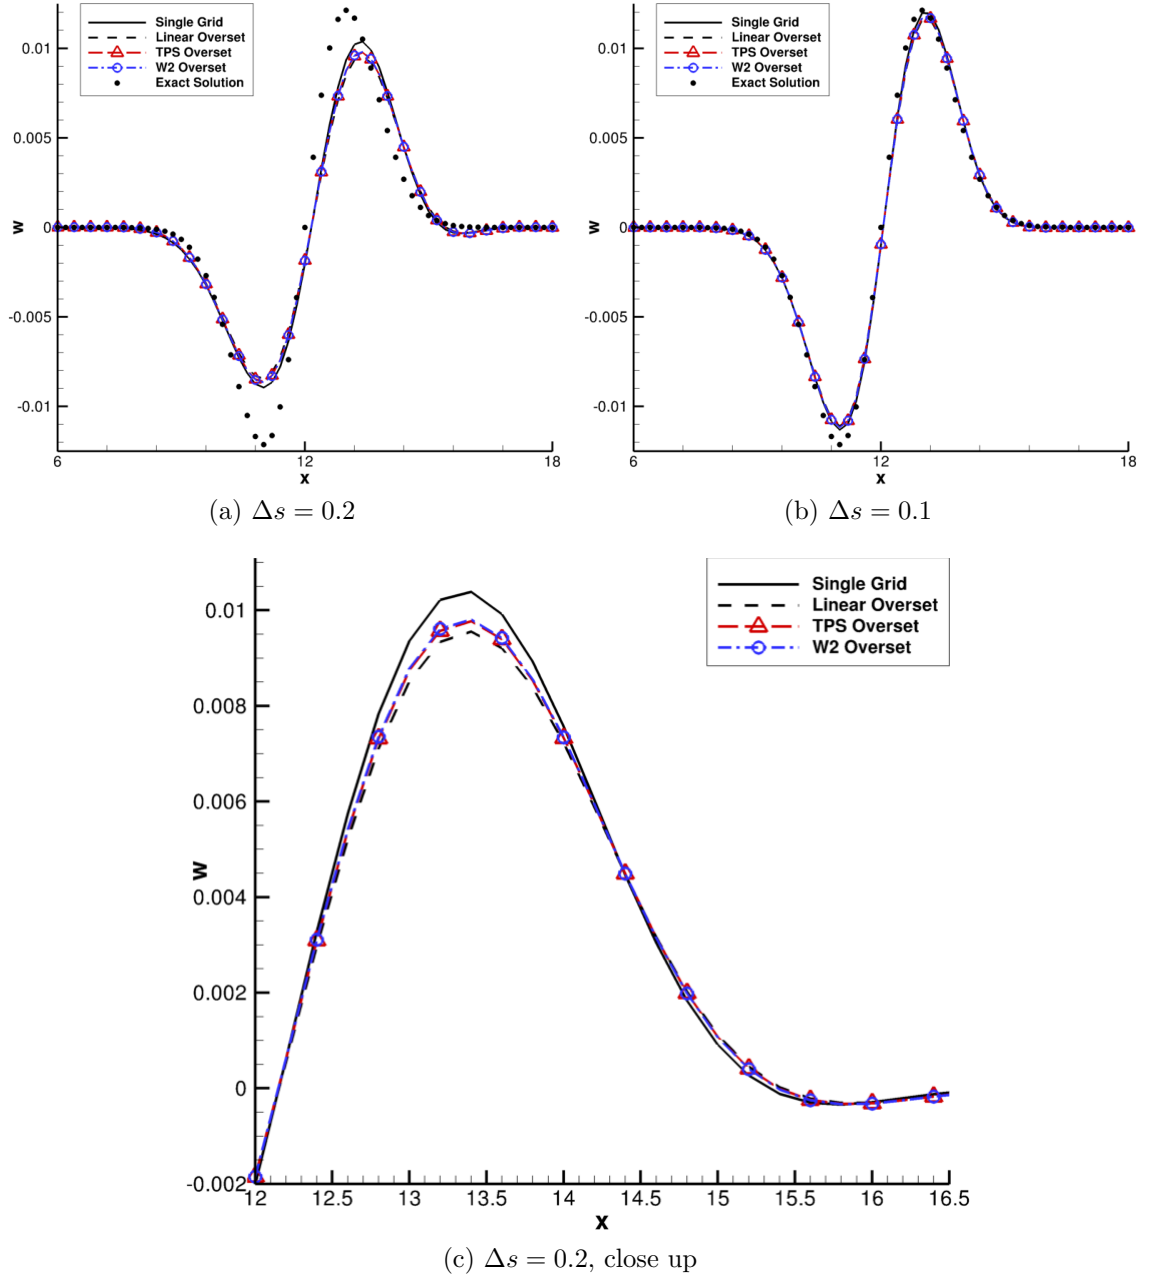 Single Grid
Linear Overset
TPS Overset
W2 Overset
Exact Solution
0.01
0.005
0
-0.005
-0.01
w
6
12
18
x
(a) Δs = 0.2
Single Grid
Linear Overset
TPS Overset
W2 Overset
Exact Solution
0.01
0.005
0
-0.005
-0.01
w
6
12
18
x
(b) Δs = 0.1
Single Grid
Linear Overset
TPS Overset
W2 Overset
0.01
0.008
0.006
0.004
0.002
0
-0.002
w
12 12.5 13 13.5 14 14.5 15 15.5 16 16.5
x
(c) Δs = 0.2, close up